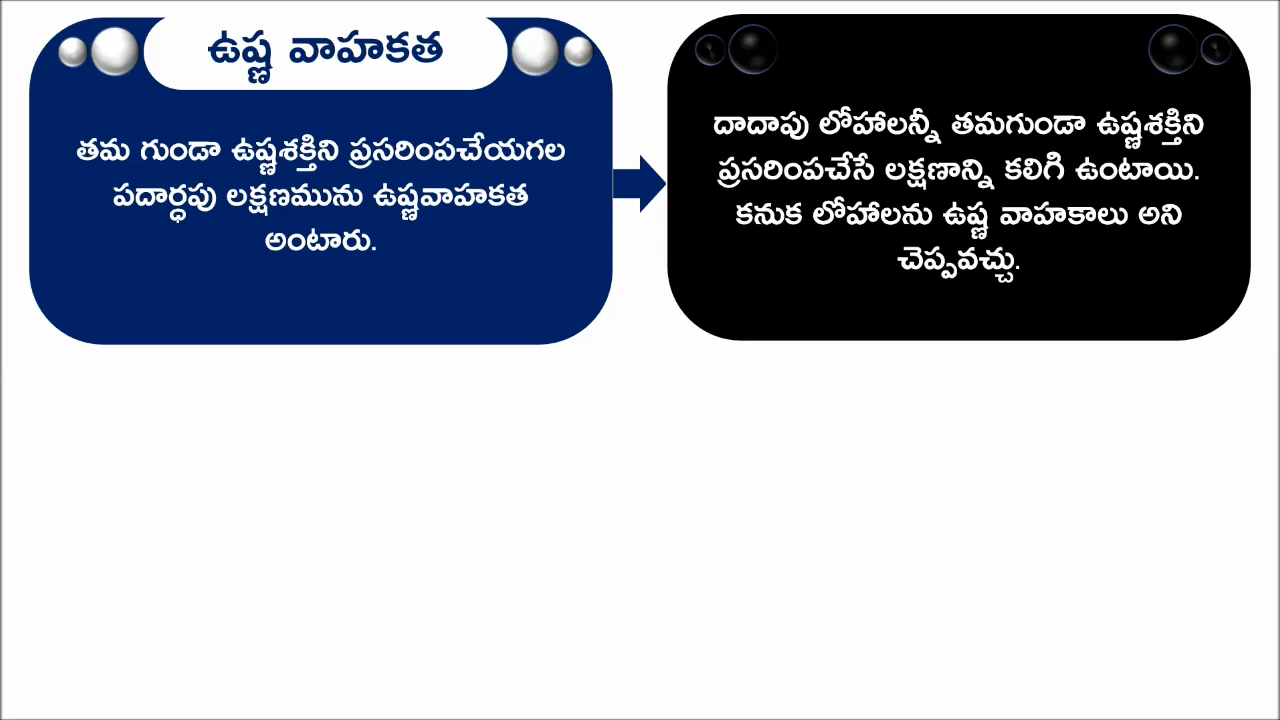 ఉష్ణ వాహకత
తమ గుండా ఉష్ణశక్తిని ప్రసరింపచేయగల
పదార్ధపు లక్షణమును ఉష్ణవాహకత
అంటారు.
దాదాపు లోహాలన్నీ తమగుండా ఉష్ణశక్తిని
ప్రసరింపచేసే లక్షణాన్ని కలిగి ఉంటాయి.
కనుక లోహాలను ఉష్ణ వాహకాలు అని
చెప్పవచ్చు.